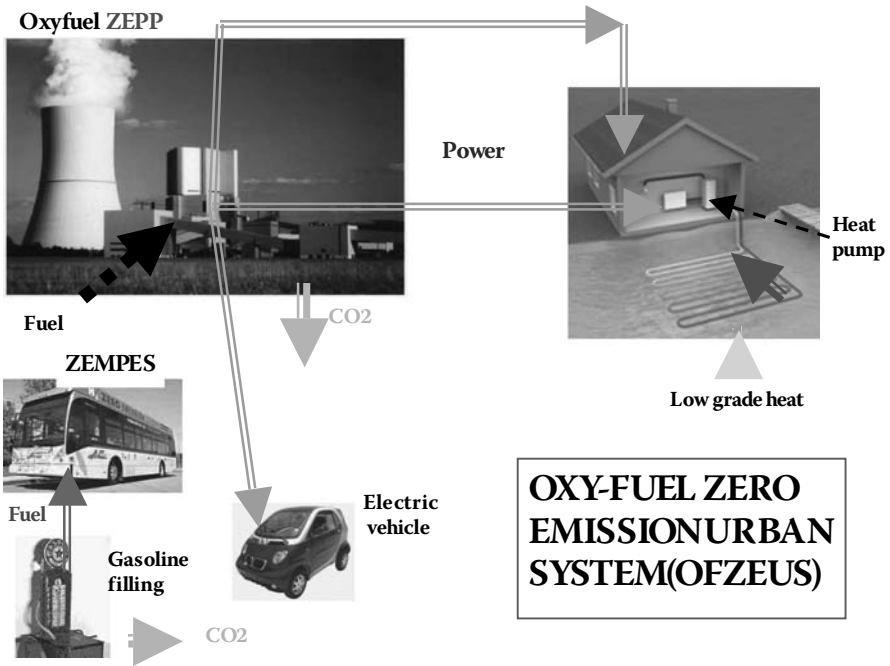 Oxyfuel ZEPP
Power
Heat
pump
Fuel
CO2
ZEMPES
Low grade heat
Fuel
Electric
vehicle
Gasoline
filling
CO2
OXY-FUEL ZERO
EMISSIONURBAN
SYSTEM(OFZEUS)